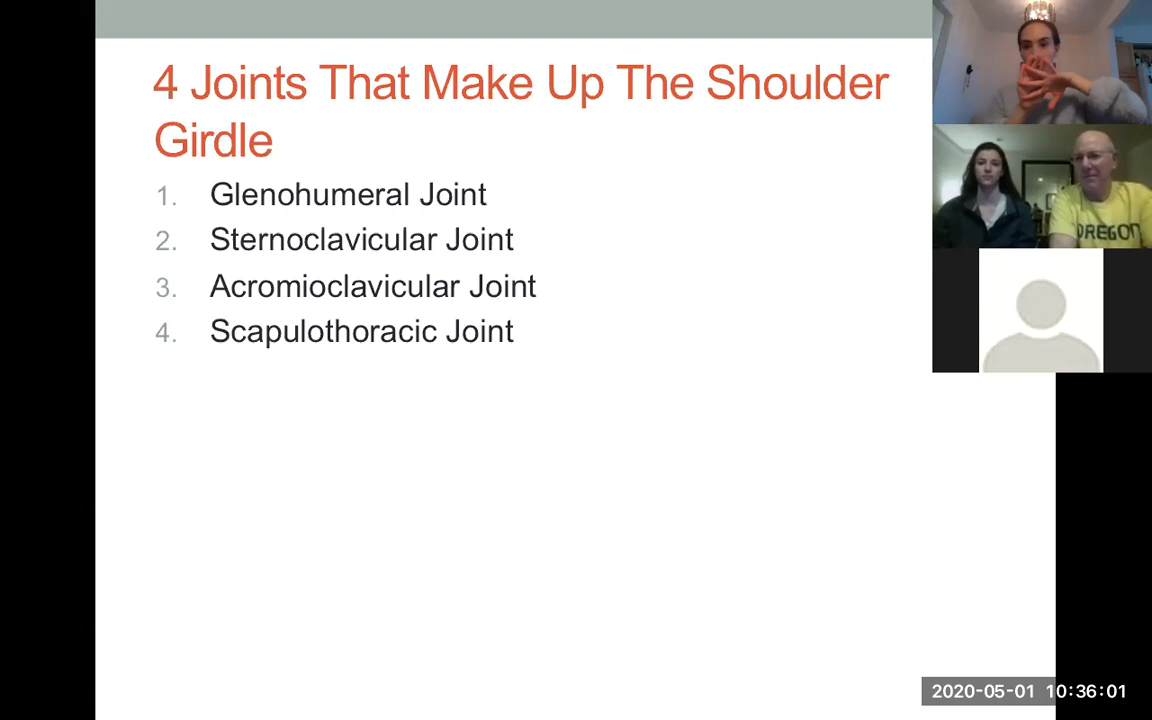 4 Joints That Make Up The Shoulder
Girdle
1. Glenohumeral Joint
2. Sternoclavicular Joint
3. Acromioclavicular Joint
4. Scapulothoracic Joint
OREGON
2020-05-01 10:36:01